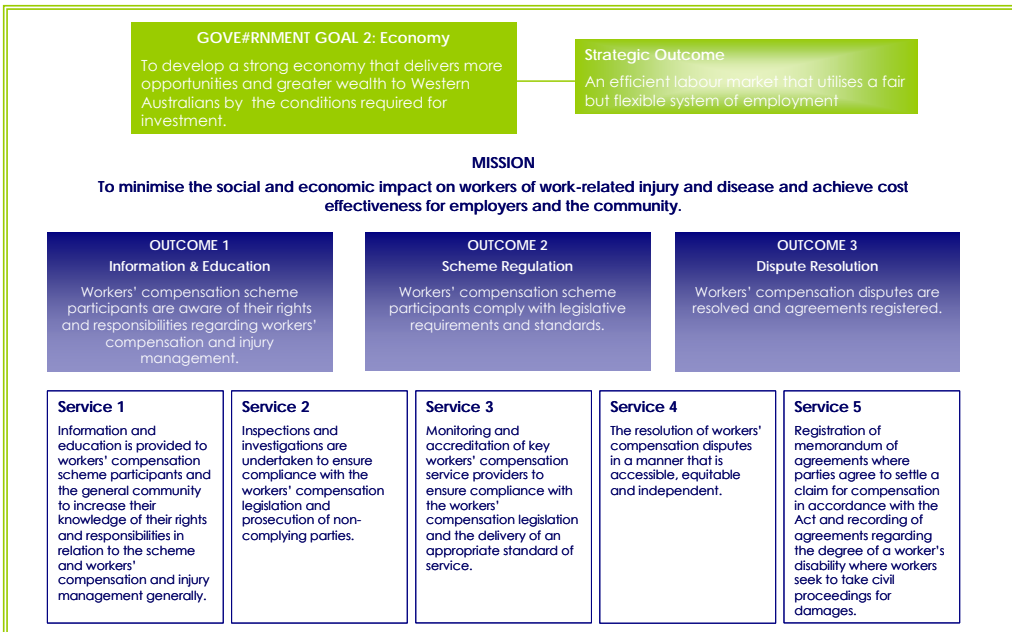 GOVE#RNMENT GOAL 2: Economy
To develop a strong economy that delivers more
opportunities and greater wealth to Western
Australians by the conditions required for
investment.
Strategic Outcome
An efficient labour market that utilises a fair
but flexible system of employment
MISSION
To minimise the social and economic impact on workers of work-related injury and disease and achieve cost
effectiveness for employers and the community.
OUTCOME 1
Information & Education
Workers' compensation scheme
participants are aware of their rights
and responsibilities regarding workers'
compensation and injury
management.
OUTCOME 2
Scheme Regulation
Workers' compensation scheme
participants comply with legislative
requirements and standards.
OUTCOME 3
Dispute Resolution
Workers' compensation disputes are
resolved and agreements registered.
Service 1
Information and
education is provided to
workers' compensation
scheme participants and
the general community
to increase their
knowledge of their rights
and responsibilities in
relation to the scheme
and workers'
compensation and injury
management generally.
Service 2
Inspections and
investigations are
undertaken to ensure
compliance with the
workers' compensation
legislation and
prosecution of non-
complying parties.
Service 3
Monitoring and
accreditation of key
workers' compensation
service providers to
ensure compliance with
the workers'
compensation legislation
and the delivery of an
appropriate standard of
service.
Service 4
The resolution of workers'
compensation disputes
in a manner that is
accessible, equitable
and independent.
Service 5
Registration of
memorandum of
agreements where
parties agree to settle a
claim for compensation
in accordance with the
Act and recording of
agreements regarding
the degree of a worker's
disability where workers
seek to take civil
proceedings for
damages.